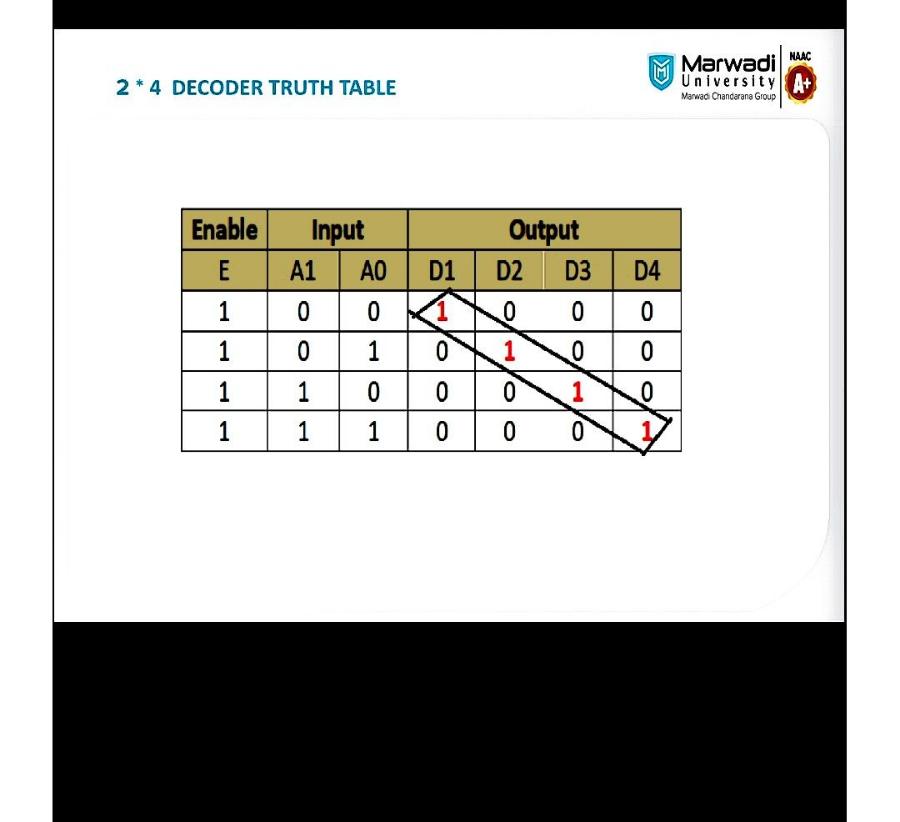 2 * 4 DECODER TRUTH TABLE
Marwadi
University
Marwadi Chandarana Group
NAAC
A+
Enable Input Output
E A1 A0 D1 D2 D3 D4
1 0 0 1 0 0 0
1 0 1 0 1 0 0
1 1 0 0 0 1 0
1 1 1 0 0 0 1